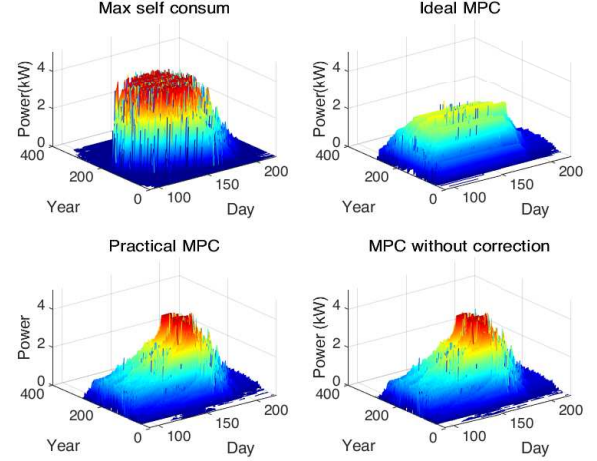 Max self consum
Power(kW)
4
2
0
400
200
0
Year
100
150
200
Day
Ideal MPC
Power(kW)
4
2
0
400
200
0
Year
100
150
200
Day
Practical MPC
Power
4
2
0
400
200
0
Year
100
150
200
Day
MPC without correction
Power (kW)
4
2
0
400
200
0
Year
100
150
200
Day